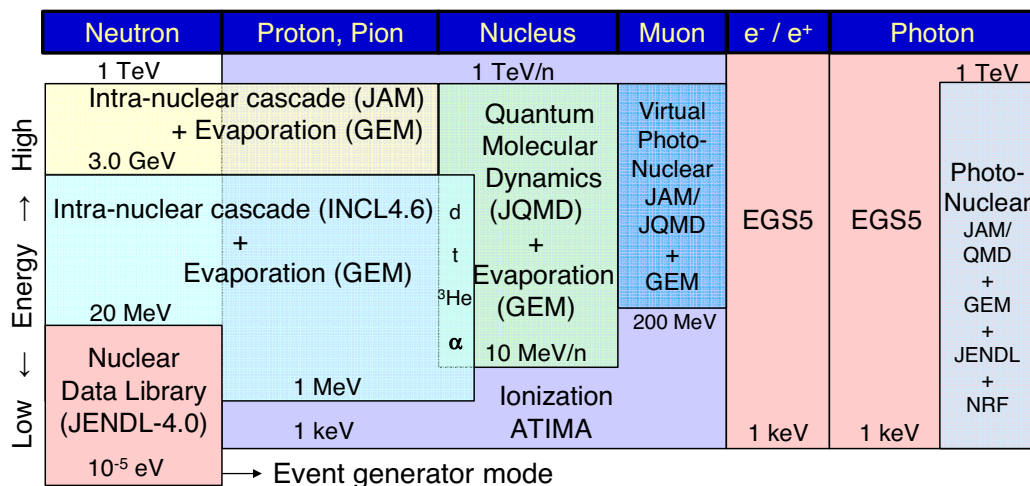 Neutron
Proton, Pion
Nucleus
Muon
e⁻ / e⁺
Photon
1 TeV
1 TeV/n
1 TeV
Intra-nuclear cascade (JAM)
+ Evaporation (GEM)
3.0 GeV
Intra-nuclear cascade (INCL4.6)
+
Evaporation (GEM)
d
t
³He
α
20 MeV
1 MeV
Nuclear
Data Library
(JENDL-4.0)
10⁻⁵ eV
Quantum
Molecular
Dynamics
(JQMD)
+
Evaporation
(GEM)
10 MeV/n
Virtual
Photo-
Nuclear
JAM/
JQMD
+
GEM
200 MeV
Ionization
ATIMA
1 keV
EGS5
1 keV
EGS5
1 keV
Photo-
Nuclear
JAM/
QMD
+
GEM
+
JENDL
+
NRF
Low ← Energy → High
→ Event generator mode